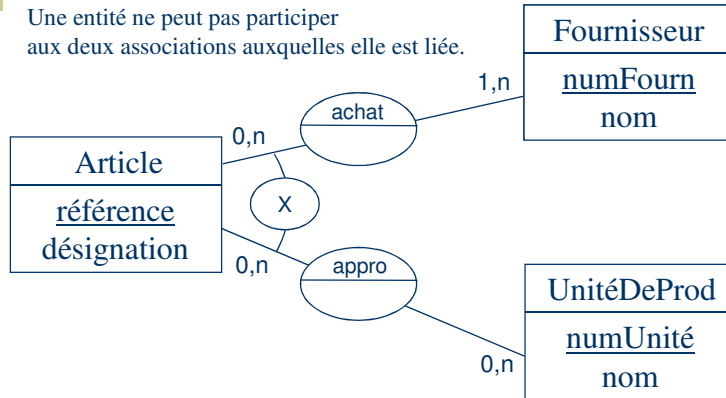 Une entité ne peut pas participer
aux deux associations auxquelles elle est liée.
Fournisseur
numFourn
nom
1,n
achat
0,n
Article
référence
désignation
X
0,n
appro
UnitéDeProd
numUnité
nom
0,n